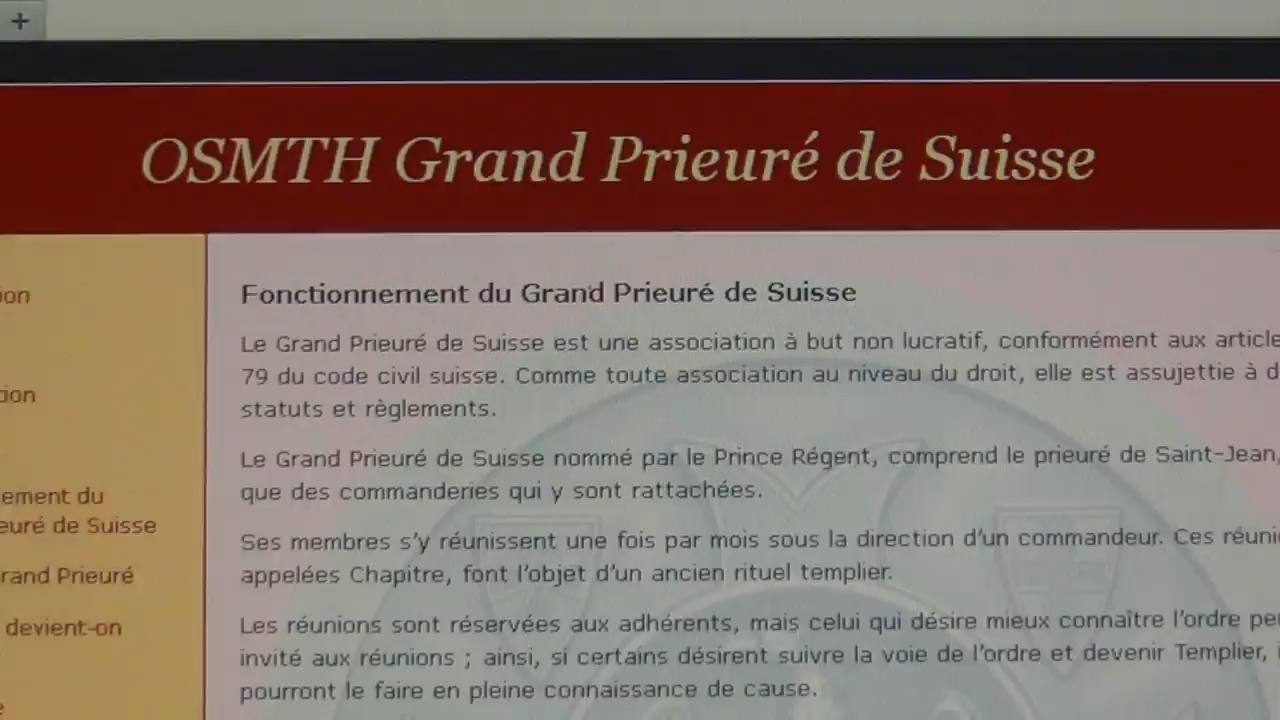 +
OSMTH Grand Prieuré de Suisse
ion
tion
ement du
euré de Suisse
rand Prieuré
devient-on
Fonctionnement du Grand Prieuré de Suisse
Le Grand Prieuré de Suisse est une association à but non lucratif, conformément aux article
79 du code civil suisse. Comme toute association au niveau du droit, elle est assujettie à d
statuts et règlements.
Le Grand Prieuré de Suisse nommé par le Prince Régent, comprend le prieuré de Saint-Jean,
que des commanderies qui y sont rattachées.
Ses membres s’y réunissent une fois par mois sous la direction d’un commandeur. Ces réuni
appelées Chapitre, font l’objet d’un ancien rituel templier.
Les réunions sont réservées aux adhérents, mais celui qui désire mieux connaître l’ordre peu
invité aux réunions ; ainsi, si certains désirent suivre la voie de l’ordre et devenir Templier,
pourront le faire en pleine connaissance de cause.